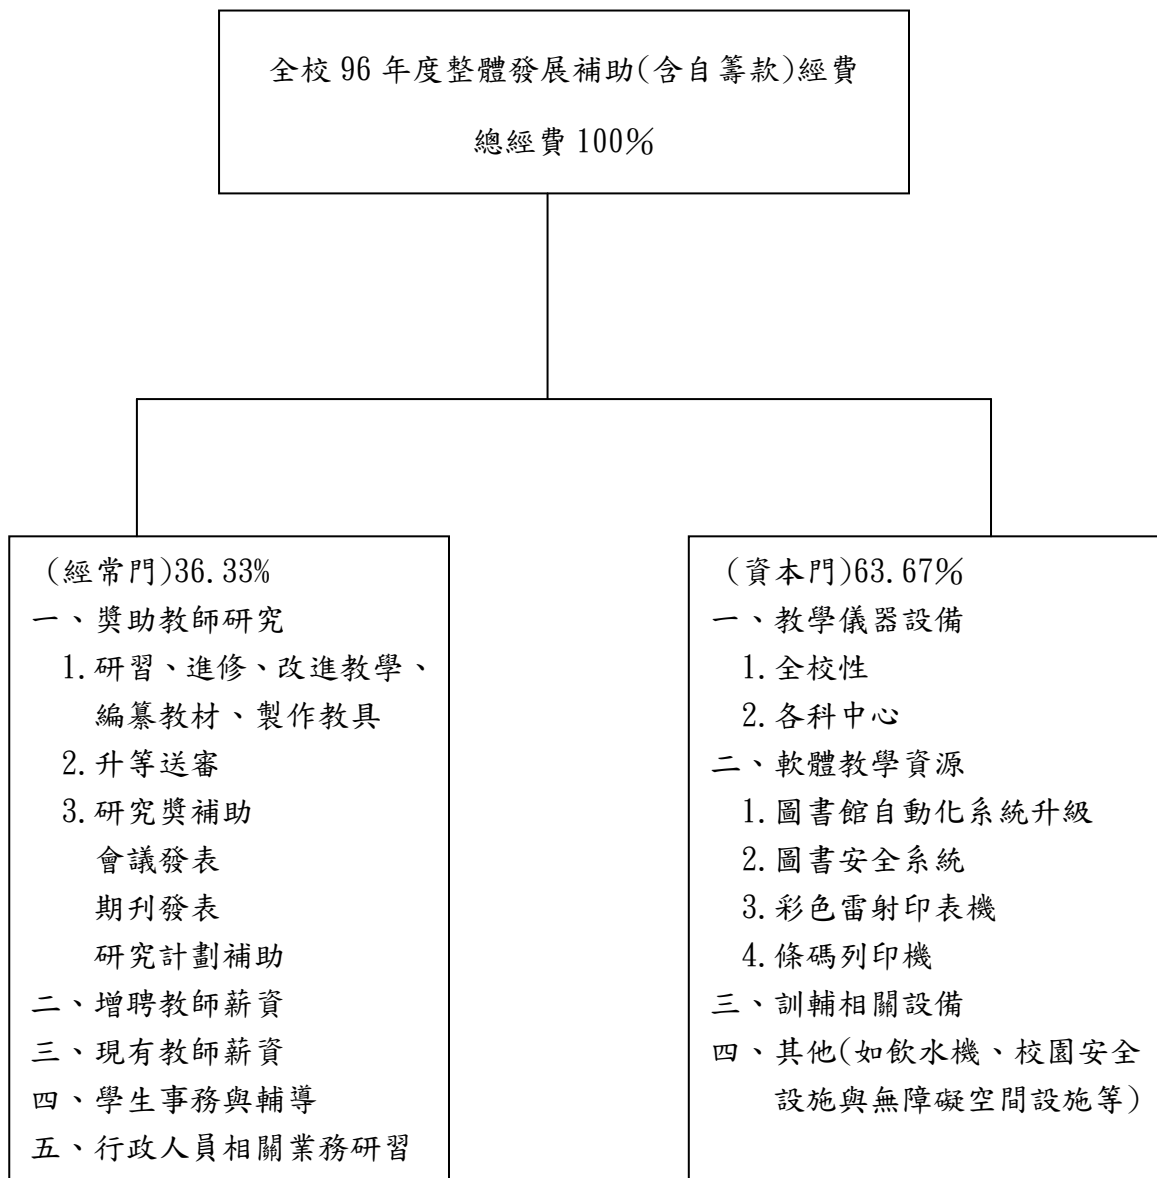 全校 96 年度整體發展補助(含自籌款)經費
總經費 100%
(經常門)36.33%
一、獎助教師研究
1.研習、進修、改進教學、
編纂教材、製作教具
2.升等送審
3.研究獎補助
會議發表
期刊發表
研究計劃補助
二、增聘教師薪資
三、現有教師薪資
四、學生事務與輔導
五、行政人員相關業務研習
(資本門)63.67%
一、教學儀器設備
1.全校性
2.各科中心
二、軟體教學資源
1.圖書館自動化系統升級
2.圖書安全系統
3.彩色雷射印表機
4.條碼列印機
三、訓輔相關設備
四、其他(如飲水機、校園安全
設施與無障礙空間設施等)